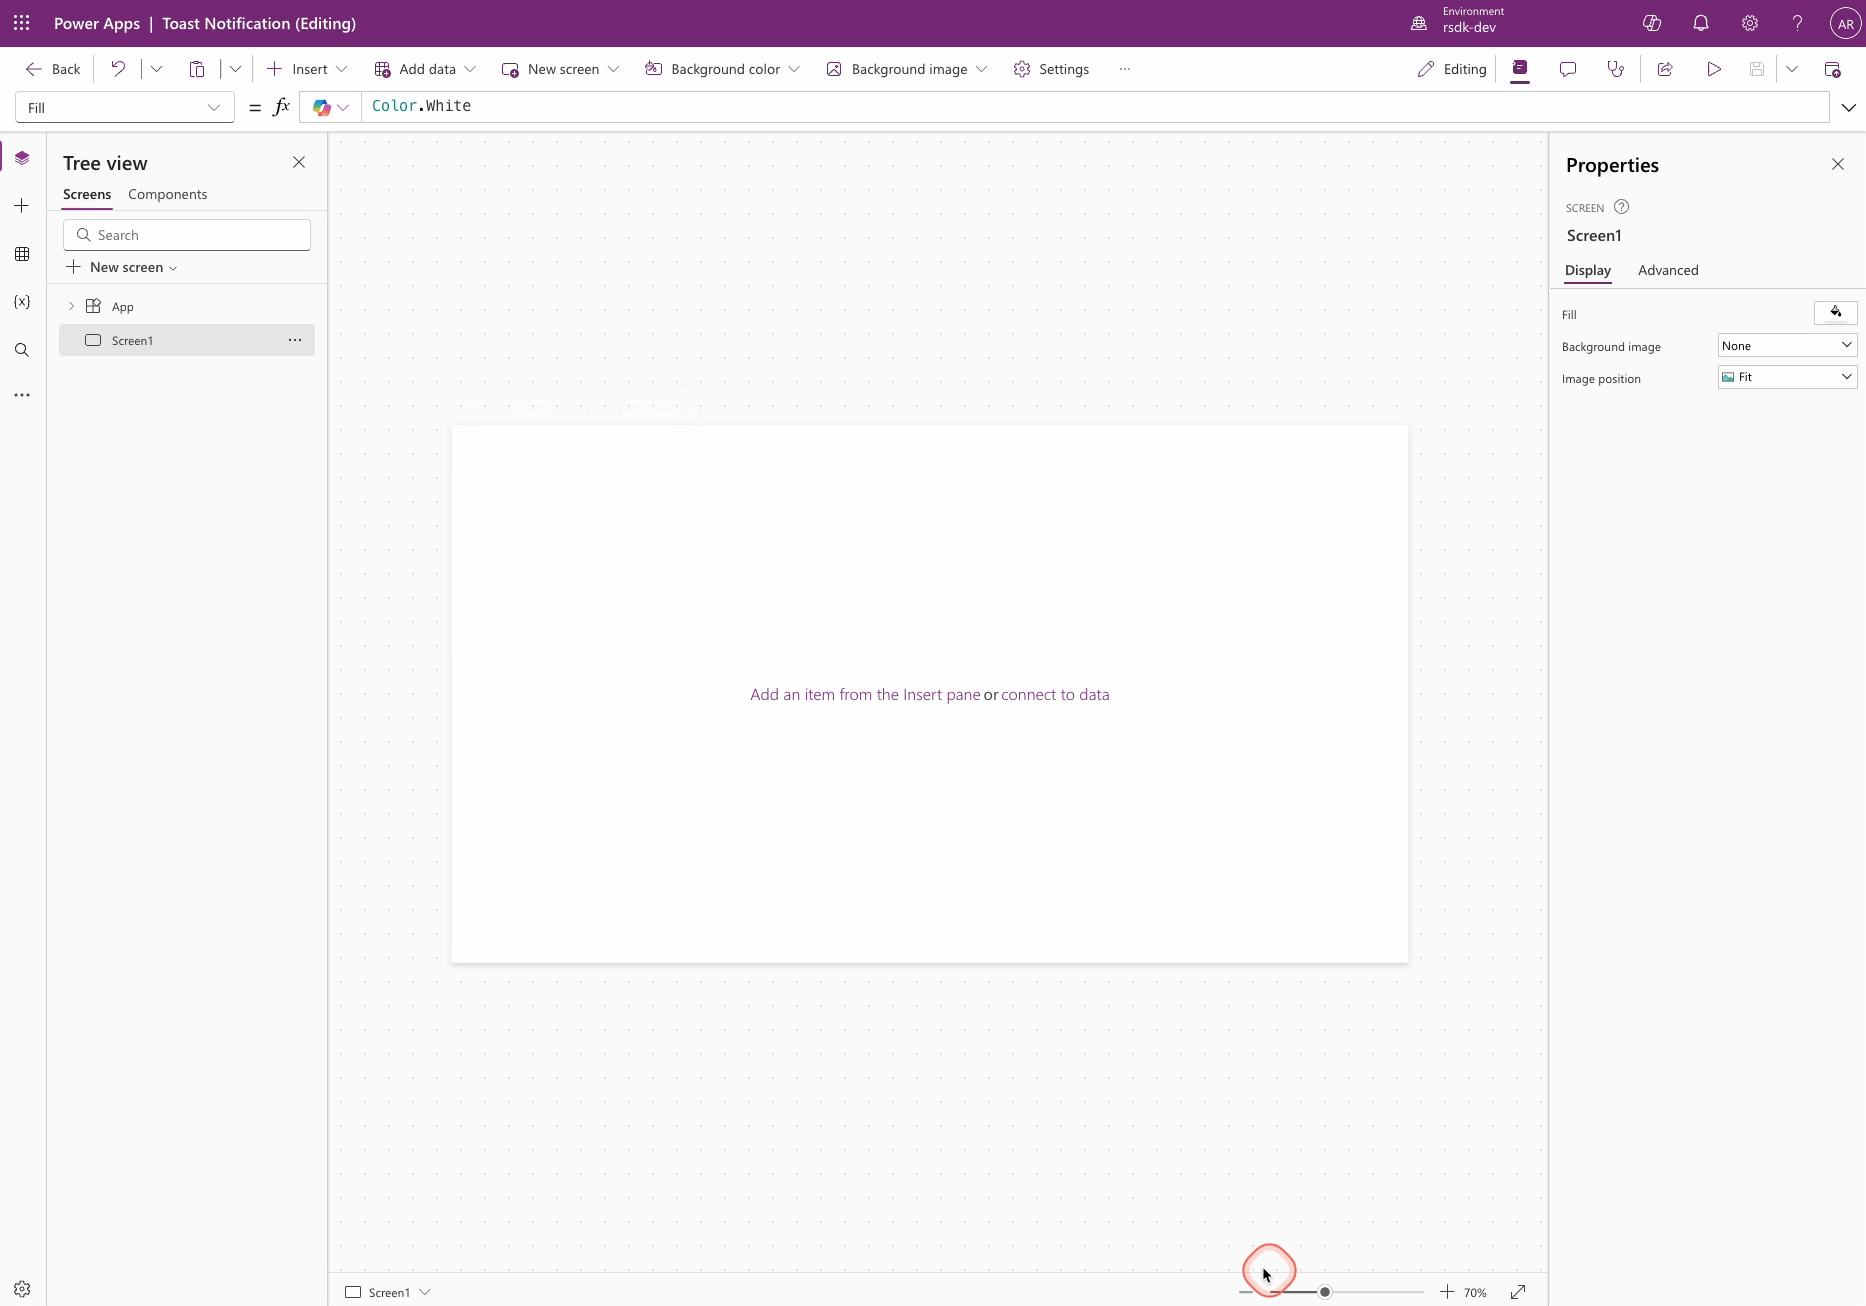 Power Apps | Toast Notification (Editing)
Environment
rsdk-dev
AR
Back
Insert
Add data
New screen
Background color
Background image
Settings
Editing
Fill
= fx
Color.White
Tree view
Screens
Components
Search
New screen
App
Screen1
Properties
SCREEN
Screen1
Display
Advanced
Fill
Background image
None
Image position
Fit
Add an item from the Insert pane or connect to data
Screen1
70%